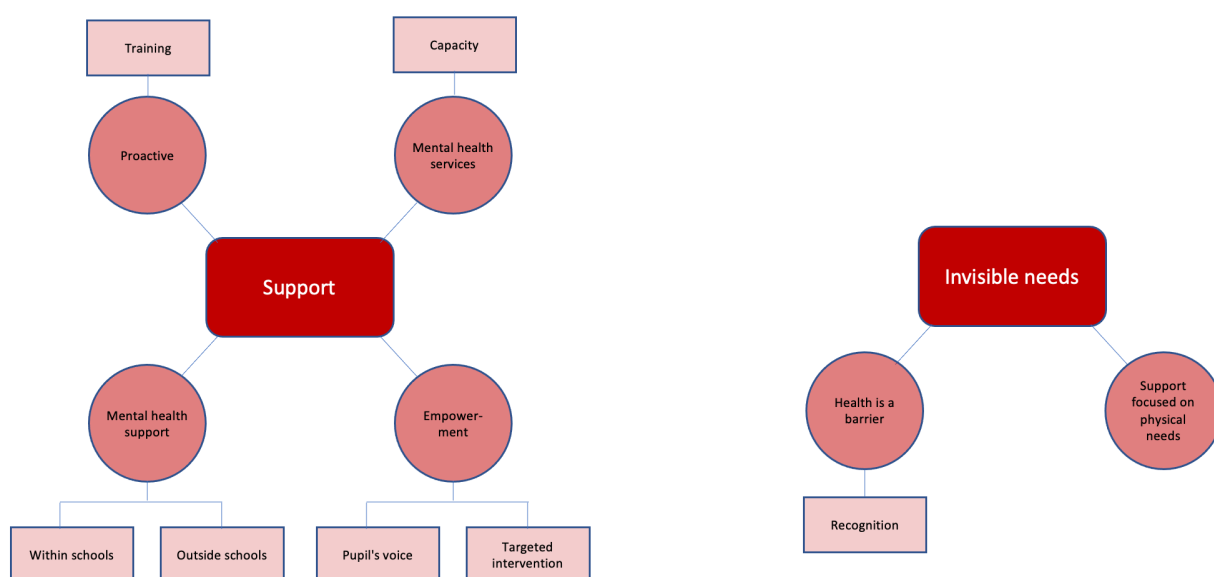 Training
Capacity
Proactive
Mental health
services
Support
Invisible needs
Mental health
support
Empower-
ment
Health is a
barrier
Support
focused on
physical
needs
Within schools
Outside schools
Pupil's voice
Targeted
intervention
Recognition